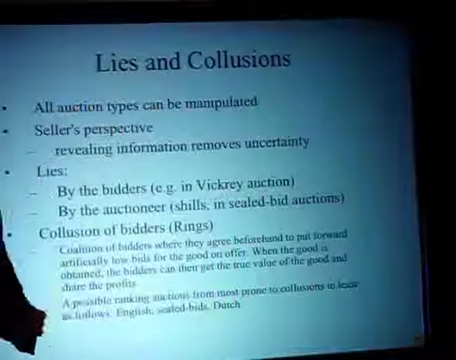 Lies and Collusions
• All auction types can be manipulated
• Seller's perspective
– revealing information removes uncertainty
• Lies:
– By the bidders (e.g. in Vickrey auction)
– By the auctioneer (shills, in sealed-bid auctions)
• Collusion of bidders (Rings)
– Coalition of bidders where they agree beforehand to put forward
artificially low bids for the good on offer. When the good is
obtained, the bidders can then get the true value of the good and
share the profits
A possible ranking auctions from most prone to collusions to least
as follows. English, sealed-bids, Dutch